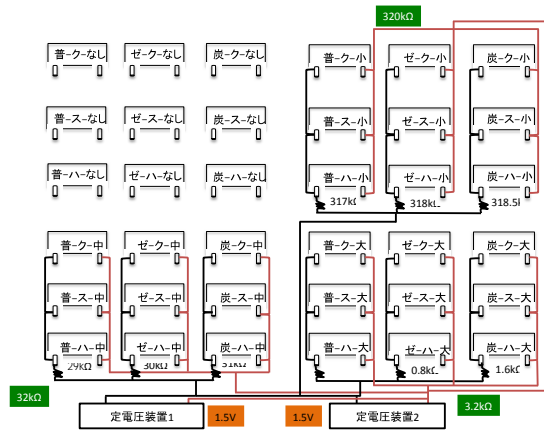 320kΩ
普-ク-なし ゼ-ク-なし 炭-ク-なし
普-ス-なし ゼ-ス-なし 炭-ス-なし
普-ハ-なし ゼ-ハ-なし 炭-ハ-なし
普-ク-小 ゼ-ク-小 炭-ク-小
普-ス-小 ゼ-ス-小 炭-ス-小
普-ハ-小 ゼ-ハ-小 炭-ハ-小
317kΩ 318kΩ 318.5k
普-ク-中 ゼ-ク-中 炭-ク-中
普-ス-中 ゼ-ス-中 炭-ス-中
普-ハ-中 ゼ-ハ-中 炭-ハ-中
29kΩ 30kΩ 31kΩ
普-ク-大 ゼ-ク-大 炭-ク-大
普-ス-大 ゼ-ス-大 炭-ス-大
普-ハ-大 ゼ-ハ-大 炭-ハ-大
0.8kΩ 1.6kΩ
32kΩ
3.2kΩ
定電圧装置1 1.5V 1.5V 定電圧装置2